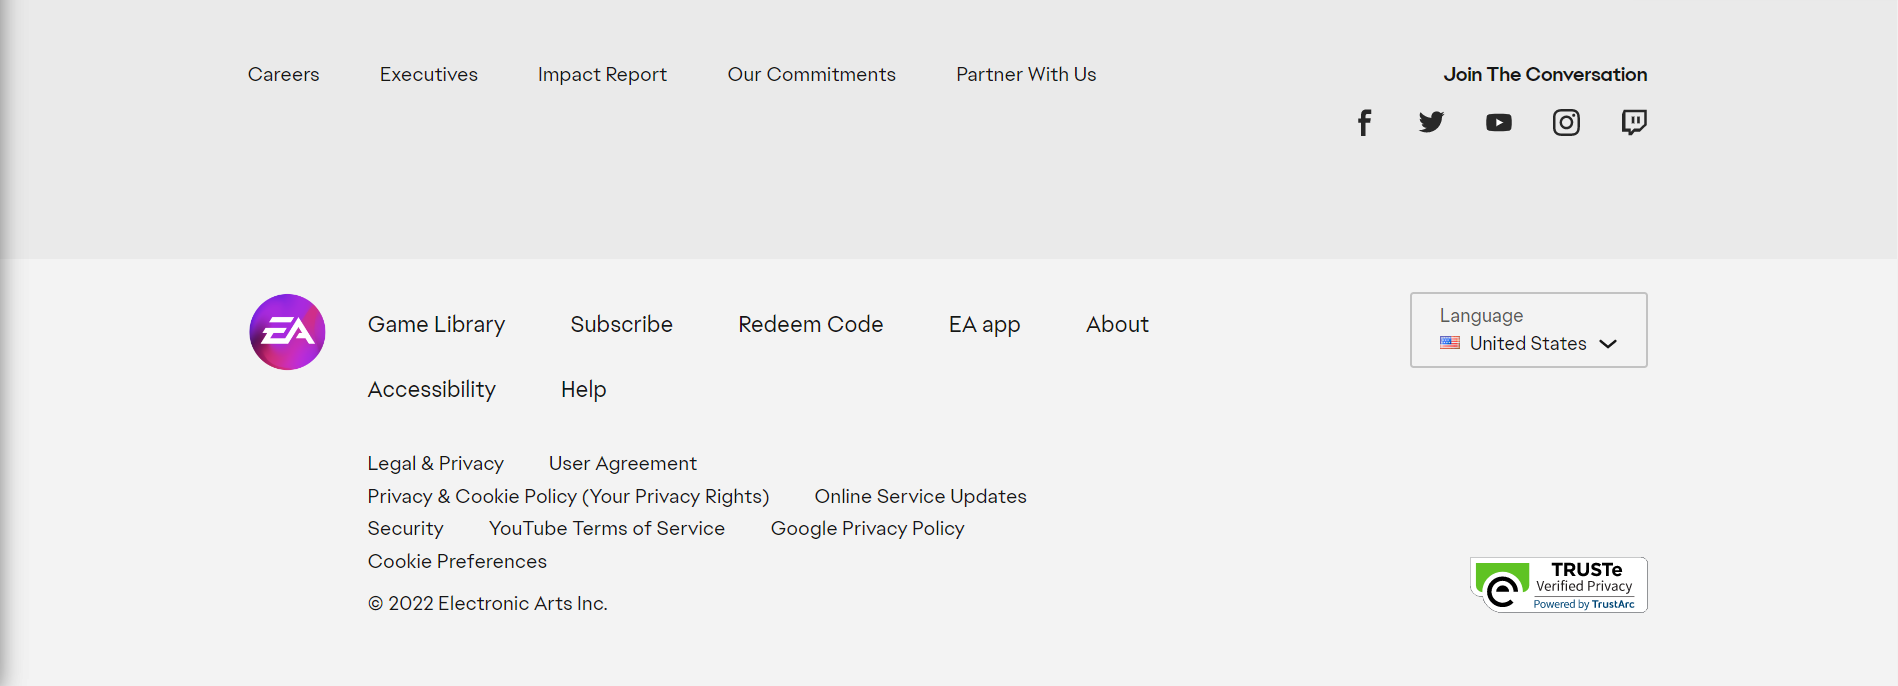 Careers Executives Impact Report Our Commitments Partner With Us Join The Conversation
EA
Game Library Subscribe Redeem Code EA app About
Language
United States
Accessibility Help
Legal & Privacy User Agreement
Privacy & Cookie Policy (Your Privacy Rights) Online Service Updates
Security YouTube Terms of Service Google Privacy Policy
Cookie Preferences
© 2022 Electronic Arts Inc.
TRUSTe
Verified Privacy
Powered by TrustArc